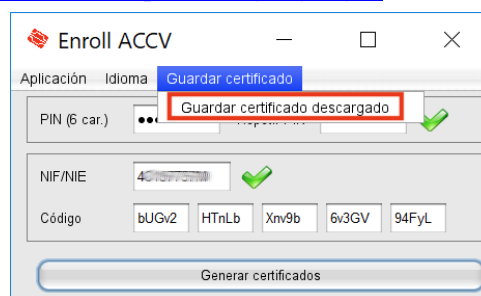 Enroll ACCV
Aplicación Idioma Guardar certificado
Guardar certificado descargado
PIN (6 car.)
NIF/NIE
Código bUGv2 HTnLb Xnv9b 6v3GV 94FyL
Generar certificados